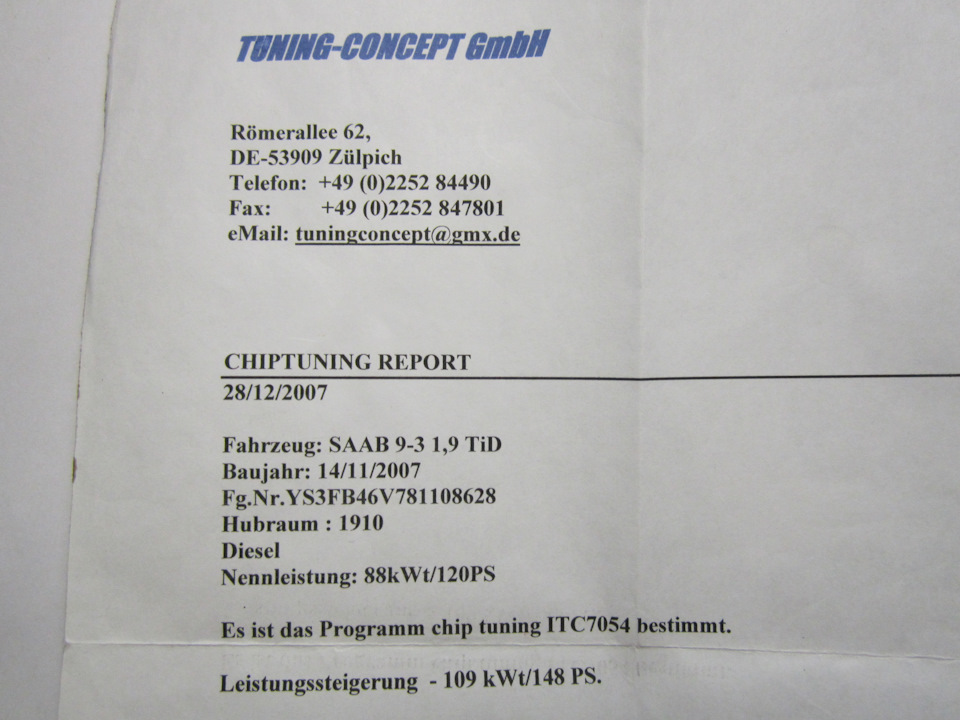 TUNING-CONCEPT GmbH
Römerallee 62,
DE-53909 Zülpich
Telefon: +49 (0)2252 84490
Fax: +49 (0)2252 847801
eMail: tuningconcept@gmx.de
CHIPTUNING REPORT
28/12/2007
Fahrzeug: SAAB 9-3 1,9 TiD
Baujahr: 14/11/2007
Fg.Nr.YS3FB46V781108628
Hubraum : 1910
Diesel
Nennleistung: 88kWt/120PS
Es ist das Programm chip tuning ITC7054 bestimmt.
Leistungssteigerung - 109 kWt/148 PS.